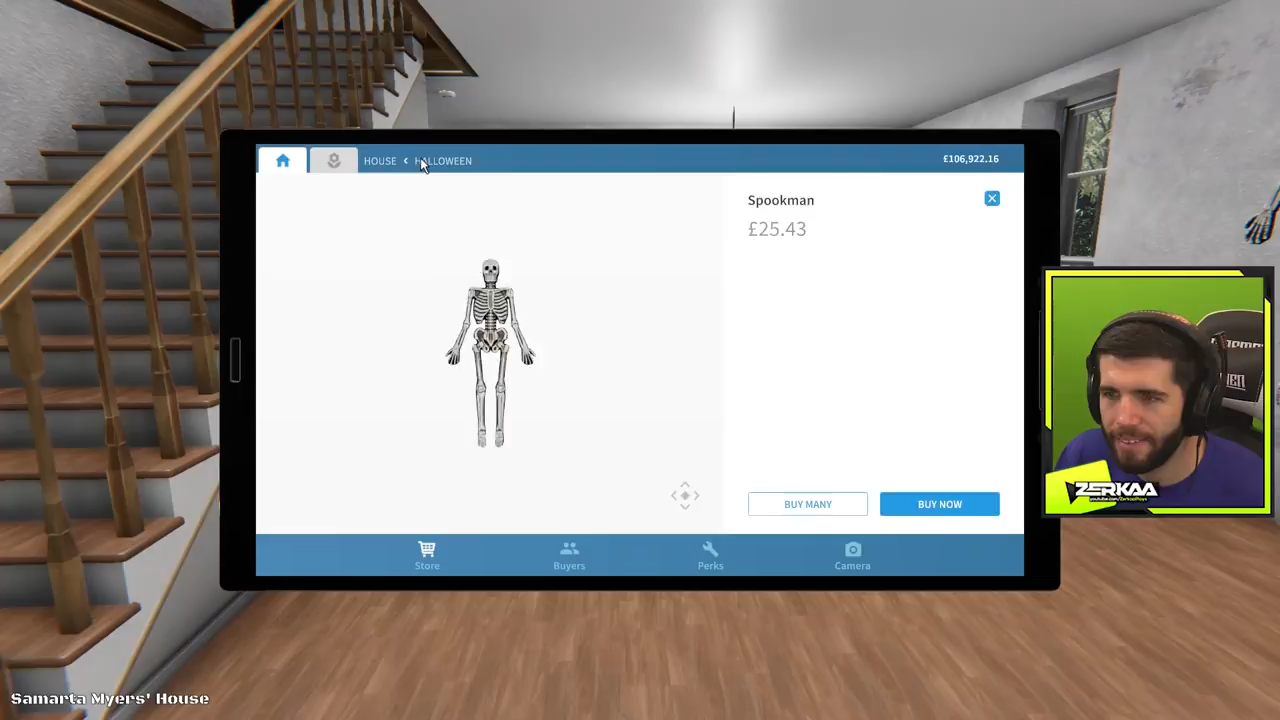 HOUSE < HALLOWEEN
£106,922.16
Spookman
£25.43
BUY MANY
BUY NOW
Store
Buyers
Perks
Camera
ZERKAA
Samarta Myers' House